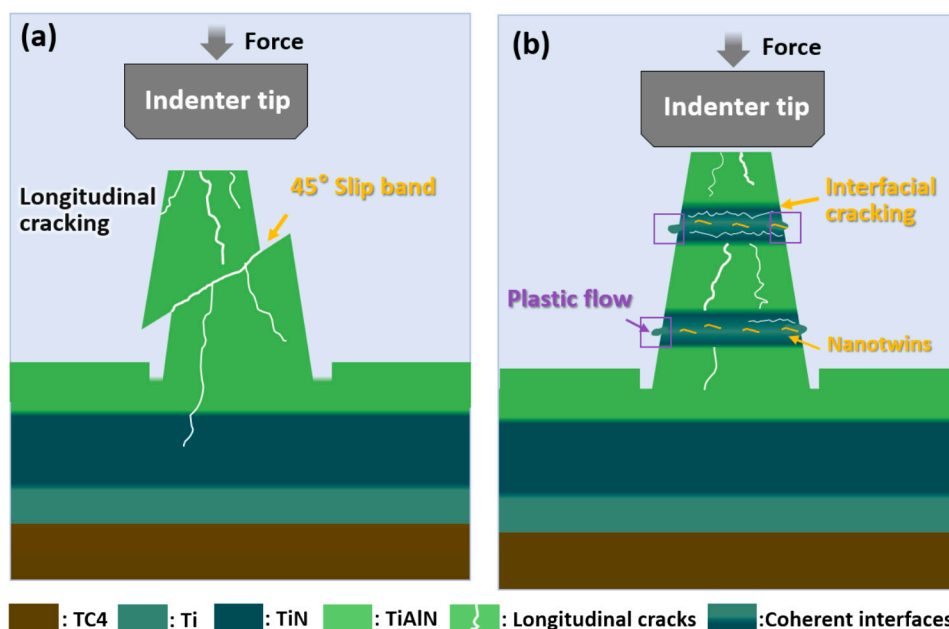 (a)
Force
Indenter tip
Longitudinal
cracking
45° Slip band
(b)
Force
Indenter tip
Interfacial
cracking
Plastic flow
Nanotwins
: TC4 : Ti : TiN : TiAlN : Longitudinal cracks :Coherent interfaces